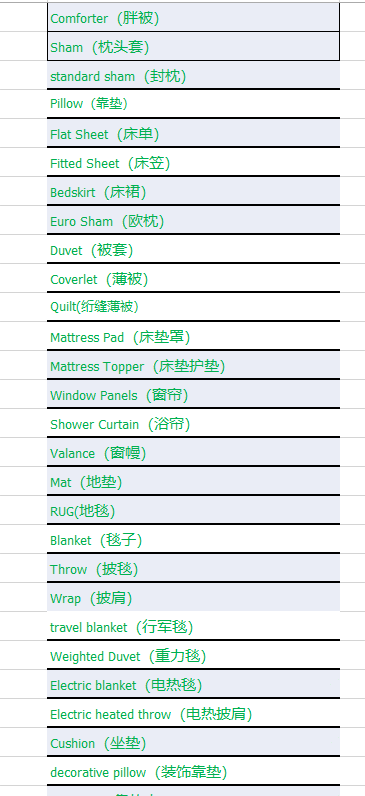 Comforter（胖被）
Sham（枕头套）
standard sham（封枕）
Pillow（靠垫）
Flat Sheet（床单）
Fitted Sheet（床笠）
Bedskirt（床裙）
Euro Sham（欧枕）
Duvet（被套）
Coverlet（薄被）
Quilt(绗缝薄被）
Mattress Pad（床垫罩）
Mattress Topper（床垫护垫）
Window Panels（窗帘）
Shower Curtain（浴帘）
Valance（窗幔）
Mat（地垫）
RUG(地毯）
Blanket（毯子）
Throw（披毯）
Wrap（披肩）
travel blanket（行军毯）
Weighted Duvet（重力毯）
Electric blanket（电热毯）
Electric heated throw（电热披肩）
Cushion（坐垫）
decorative pillow（装饰靠垫）